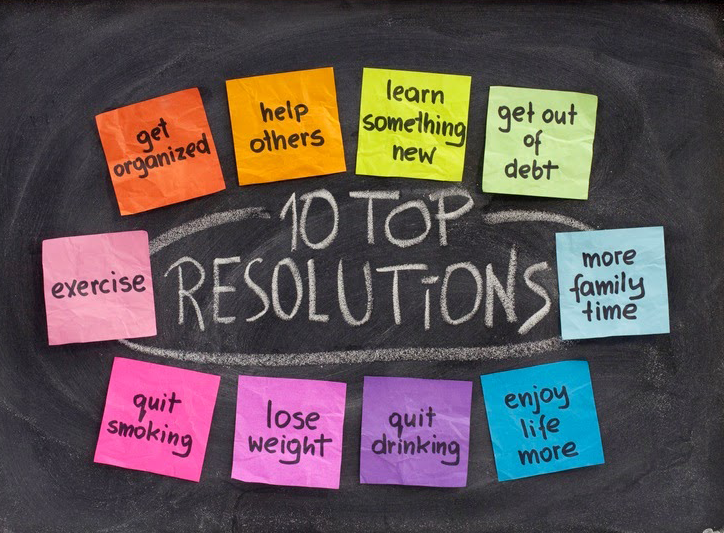 get
organized
help
others
learn
something
new
get out
of
debt
10 TOP
RESOLUTIONS
exercise
more
family
time
quit
smoking
lose
weight
quit
drinking
enjoy
life
more